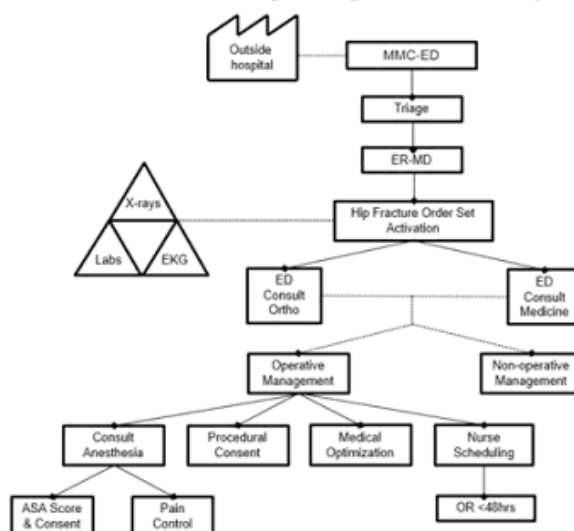 Outside
hospital
MMC-ED
Triage
ER-MD
X-rays
Labs
EKG
Hip Fracture Order Set
Activation
ED
Consult
Ortho
ED
Consult
Medicine
Operative
Management
Non-operative
Management
Consult
Anesthesia
Procedural
Consent
Medical
Optimization
Nurse
Scheduling
ASA Score
& Consent
Pain
Control
OR <48hrs